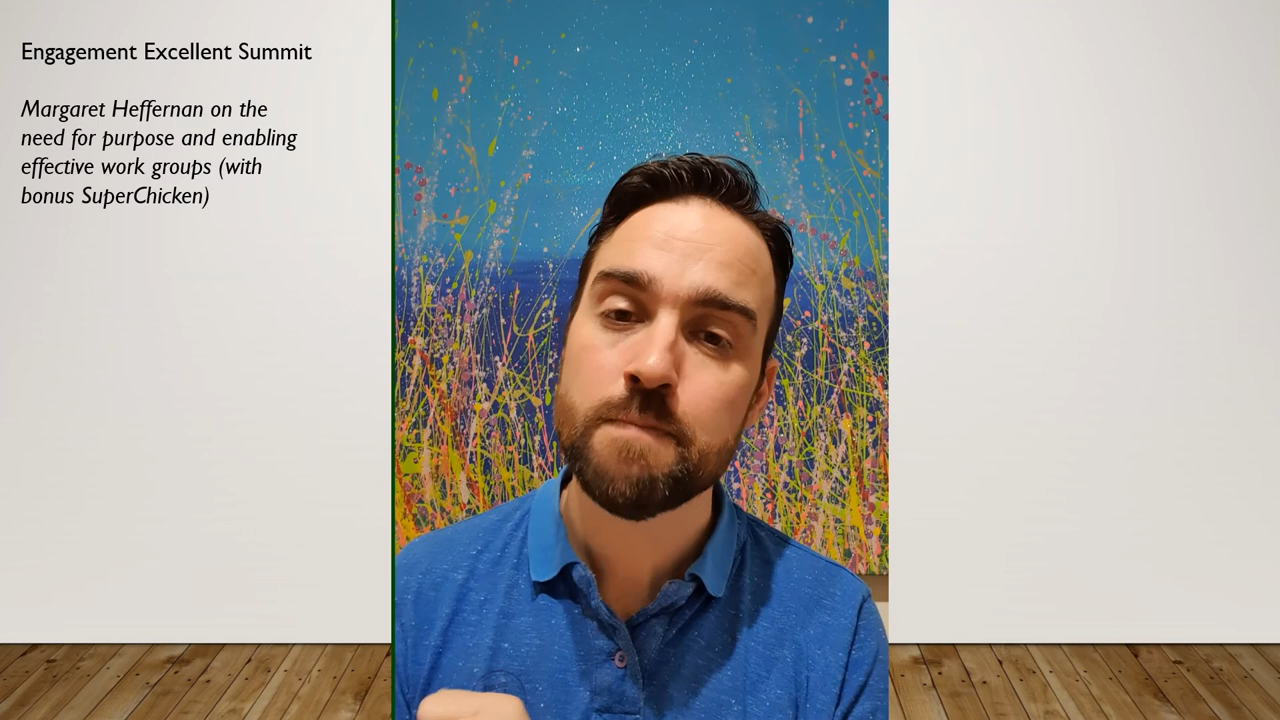 Engagement Excellent Summit
Margaret Heffernan on the
need for purpose and enabling
effective work groups (with
bonus SuperChicken)